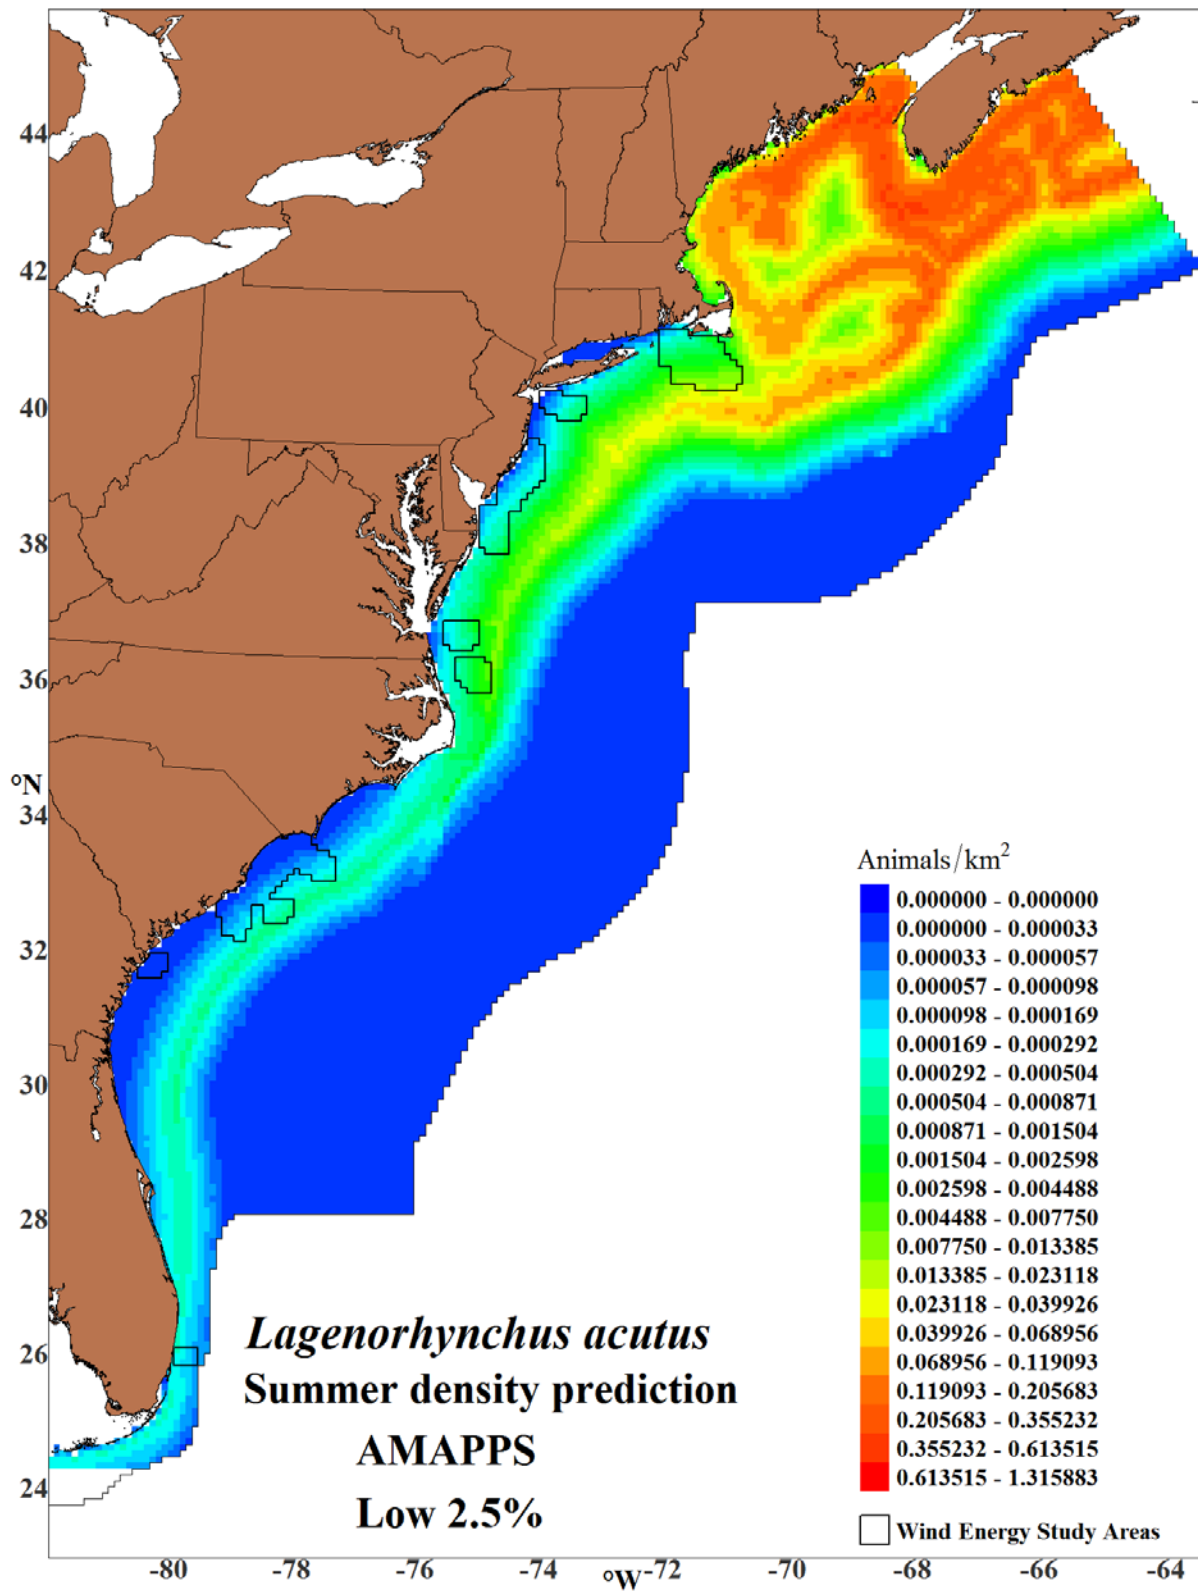 44
42
40
38
36
°N
34
32
30
28
26
24
Animals/km²
0.000000 - 0.000000
0.000000 - 0.000033
0.000033 - 0.000057
0.000057 - 0.000098
0.000098 - 0.000169
0.000169 - 0.000292
0.000292 - 0.000504
0.000504 - 0.000871
0.000871 - 0.001504
0.001504 - 0.002598
0.002598 - 0.004488
0.004488 - 0.007750
0.007750 - 0.013385
0.013385 - 0.023118
0.023118 - 0.039926
0.039926 - 0.068956
0.068956 - 0.119093
0.119093 - 0.205683
0.205683 - 0.355232
0.355232 - 0.613515
0.613515 - 1.315883
Wind Energy Study Areas
Lagenorhynchus acutus
Summer density prediction
AMAPPS
Low 2.5%
-80 -78 -76 -74 °W -72 -70 -68 -66 -64